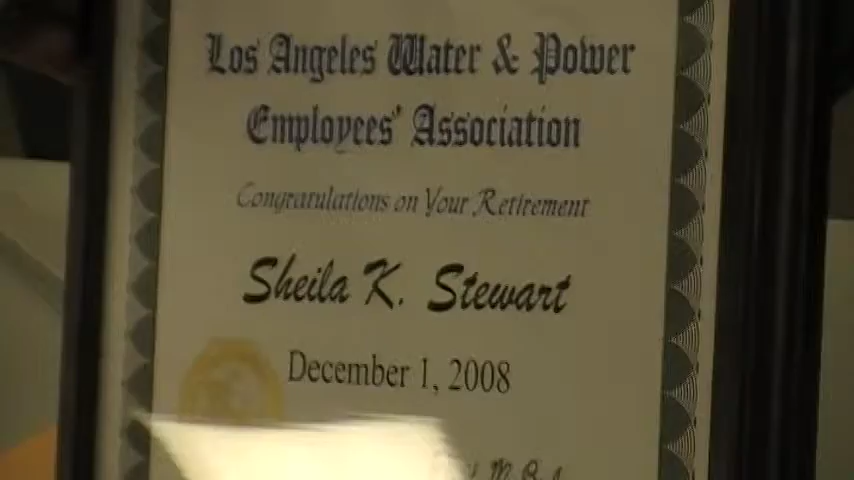 Los Angeles Water & Power
Employees' Association
Congratulations on Your Retirement
Sheila K. Stewart
December 1, 2008